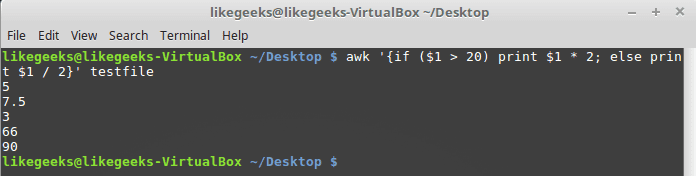 likegeeks@likegeeks-VirtualBox ~/Desktop
File Edit View Search Terminal Help
likegeeks@likegeeks-VirtualBox ~/Desktop $ awk '{if ($1 > 20) print $1 * 2; else prin
t $1 / 2}' testfile
5
7.5
3
66
90
likegeeks@likegeeks-VirtualBox ~/Desktop $